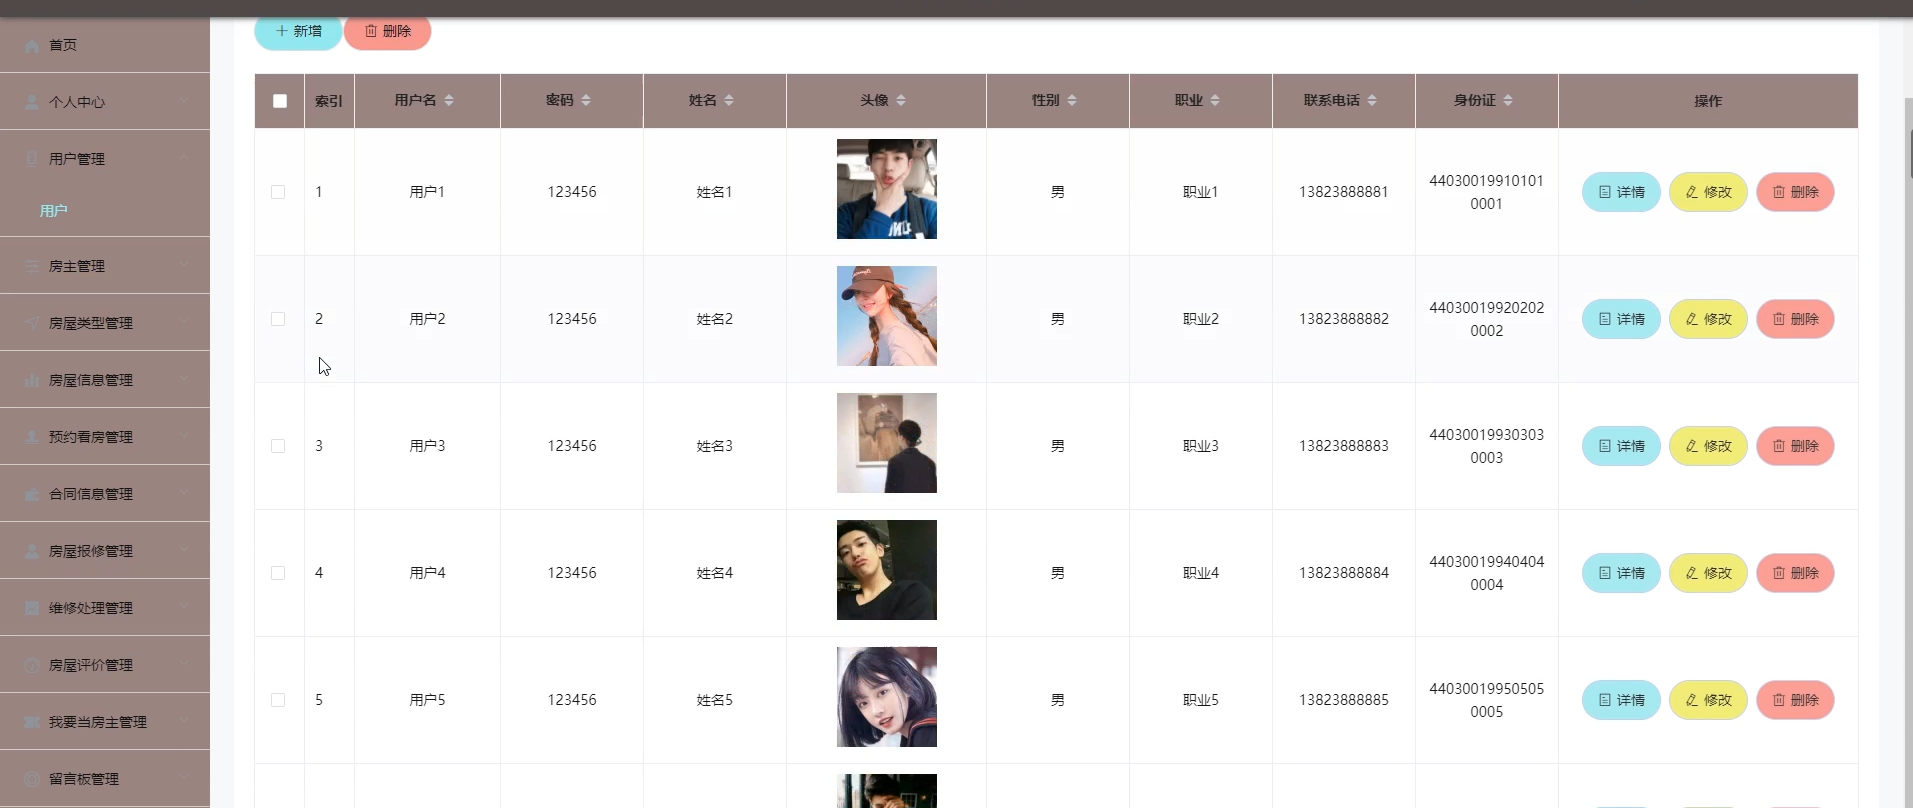 新增 删除
首页
个人中心
用户管理
用户
房主管理
房屋类型管理
房屋信息管理
预约看房管理
合同信息管理
房屋报修管理
维修处理管理
房屋评价管理
我要当房主管理
留言板管理
索引 用户名 密码 姓名 头像 性别 职业 联系电话 身份证 操作
1 用户1 123456 姓名1 男 职业1 13823888881 44030019910101
0001 详情 修改 删除
2 用户2 123456 姓名2 男 职业2 13823888882 44030019920202
0002 详情 修改 删除
3 用户3 123456 姓名3 男 职业3 13823888883 44030019930303
0003 详情 修改 删除
4 用户4 123456 姓名4 男 职业4 13823888884 44030019940404
0004 详情 修改 删除
5 用户5 123456 姓名5 男 职业5 13823888885 44030019950505
0005 详情 修改 删除